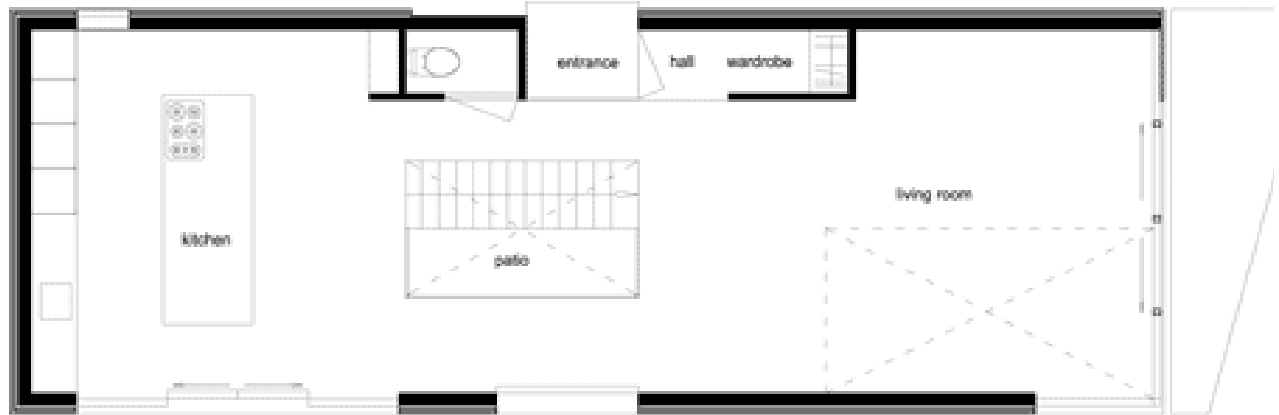 entrance
hall
wardrobe
living room
kitchen
patio